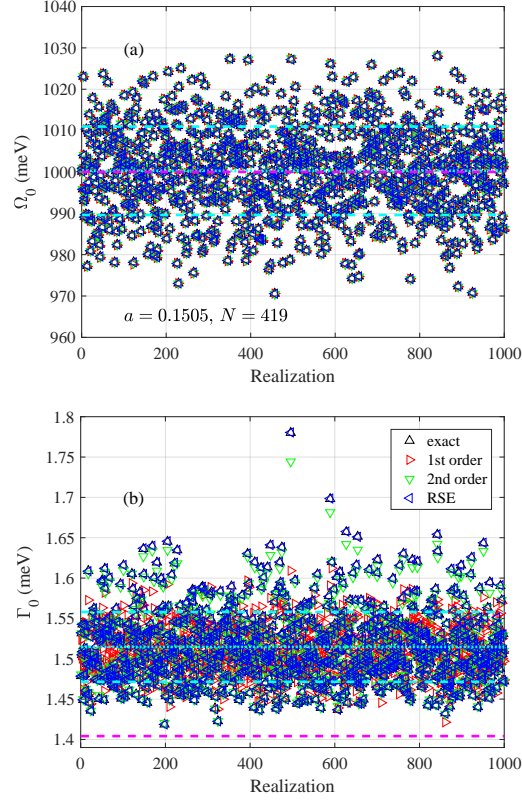 1040
1030
1020
1010
1000
990
980
970
960
Ω₀ (meV)
(a)
a = 0.1505, N = 419
0 200 400 600 800 1000
Realization
1.8
1.75
1.7
1.65
1.6
1.55
1.5
1.45
1.4
Γ₀ (meV)
(b)
exact
1st order
2nd order
RSE
0 200 400 600 800 1000
Realization